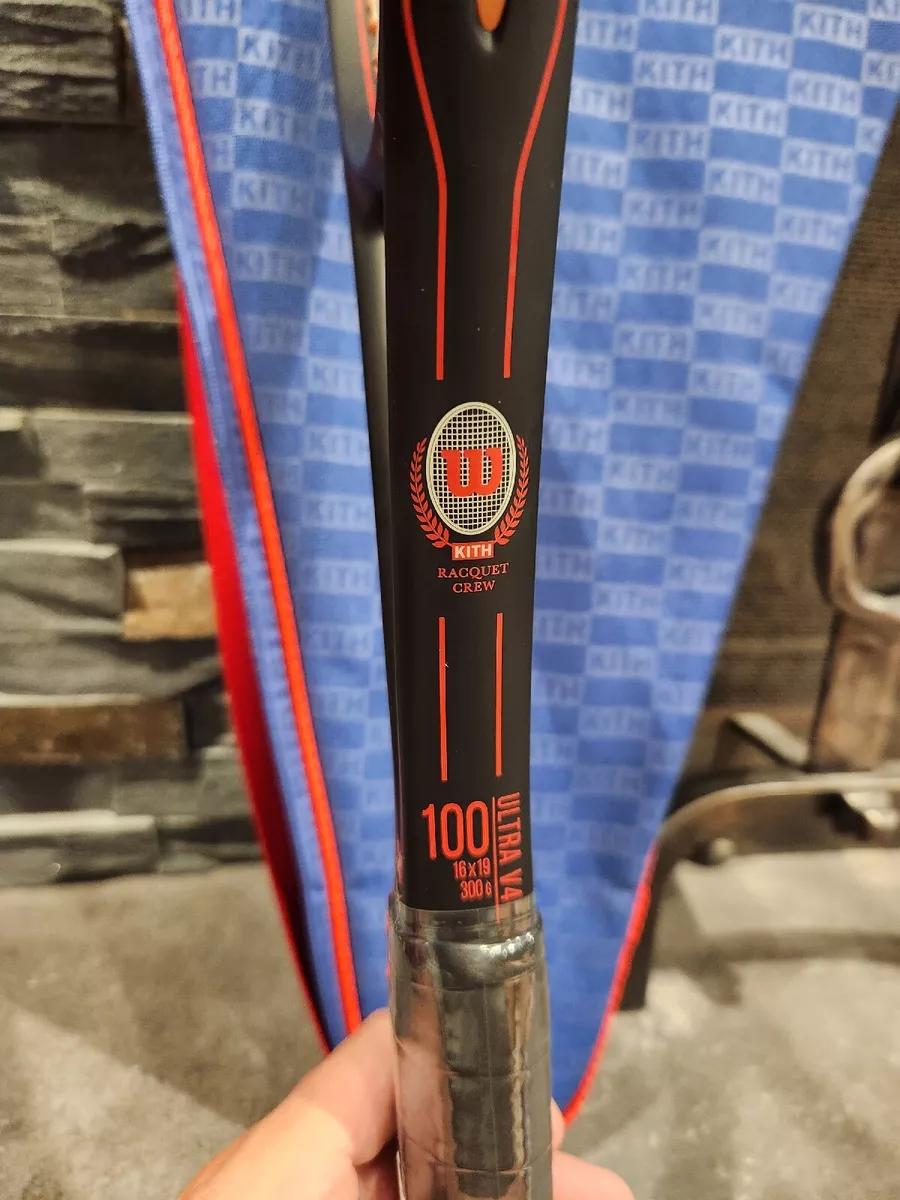 W
KITH
RACQUET
CREW
100
16x19
300 G
ULTRA V4
KITH